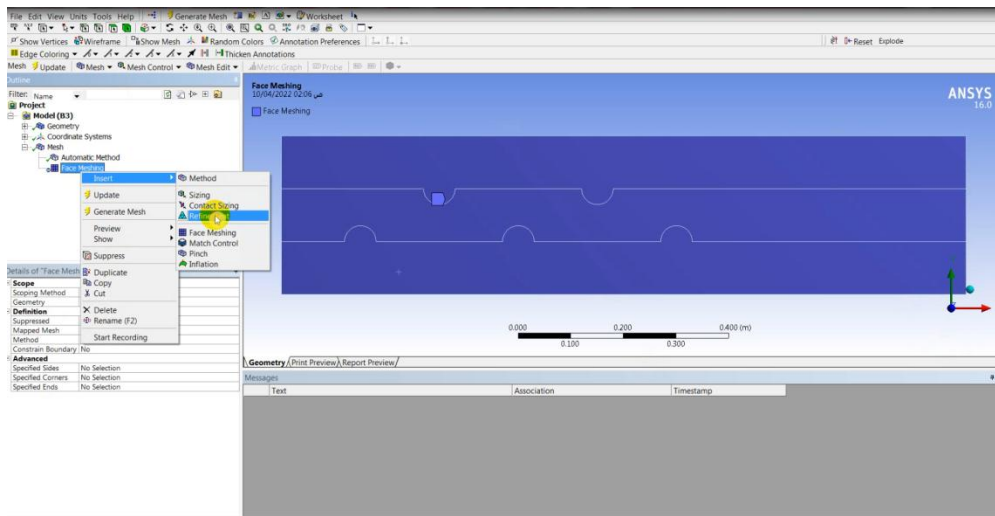 File Edit View Units Tools Help Generate Mesh Worksheet
Show Vertices Wireframe Show Mesh Random Colors Annotation Preferences Reset Explode
Edge Coloring Thicken Annotations
Mesh Update Mesh Mesh Control Mesh Edit Metric Graph Probe
Outline
Filter: Name
Project
Model (B3)
Geometry
Coordinate Systems
Mesh
Automatic Method
Face Meshing
Insert
Update
Generate Mesh
Preview
Show
Suppress
Duplicate
Copy
Cut
Delete
Rename (F2)
Start Recording
Method
Sizing
Contact Sizing
Face Meshing
Match Control
Pinch
Inflation
Details of "Face Mesh
Scope
Scoping Method
Geometry
Definition
Suppressed
Mapped Mesh
Method
Constrain Boundary No
Advanced
Specified Sides No Selection
Specified Corners No Selection
Specified Ends No Selection
Face Meshing
10/04/2022 02:06 ص
Face Meshing
ANSYS
16.0
0.000 0.200 0.400 (m)
0.100 0.300
Geometry Print Preview Report Preview
Messages
Text Association Timestamp